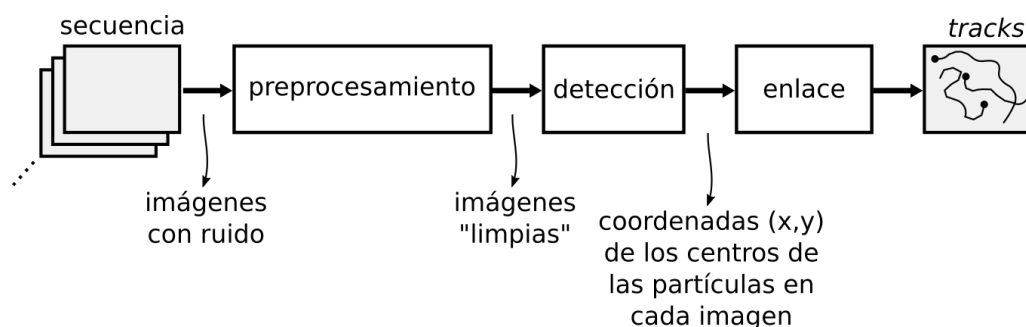 secuencia
tracks
preprocesamiento
detección
enlace
imágenes
con ruido
imágenes
"limpias"
coordenadas (x,y)
de los centros de
las partículas en
cada imagen